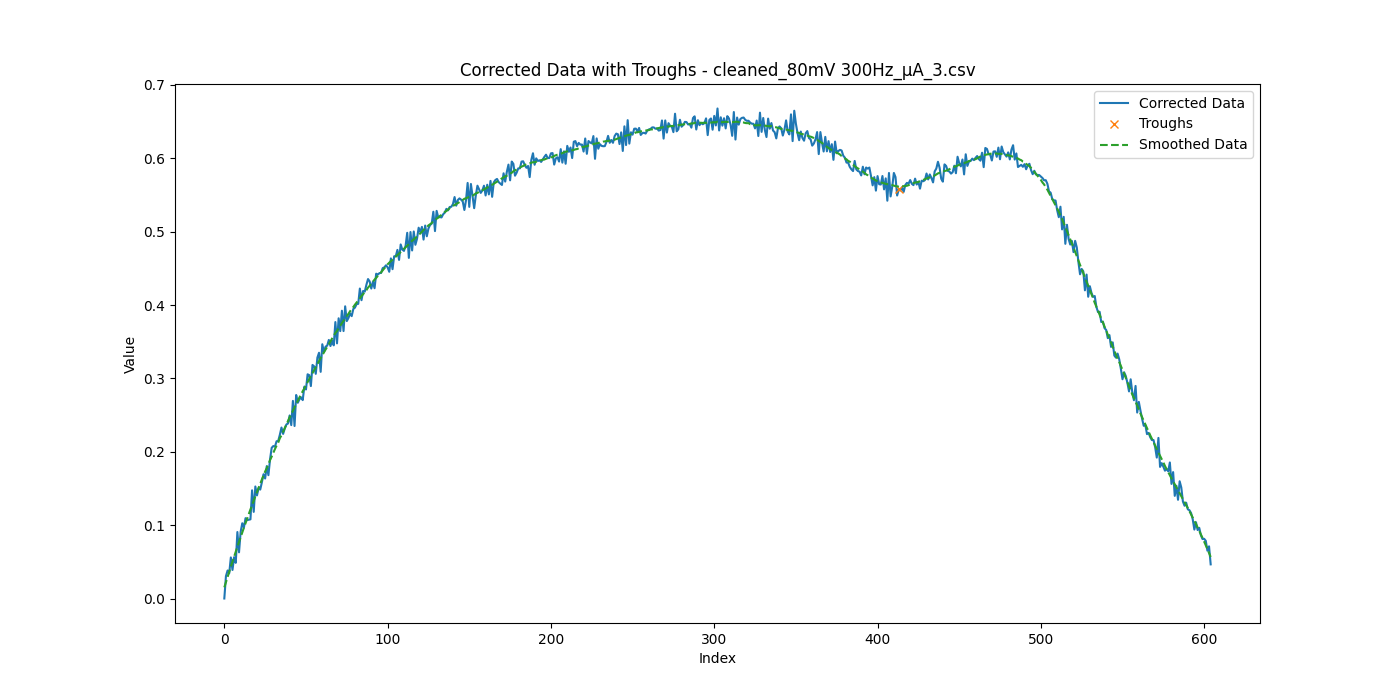 Corrected Data with Troughs - cleaned_80mV 300Hz_µA_3.csv
Corrected Data
Troughs
Smoothed Data
Value
0.7
0.6
0.5
0.4
0.3
0.2
0.1
0.0
0 100 200 300 400 500 600
Index